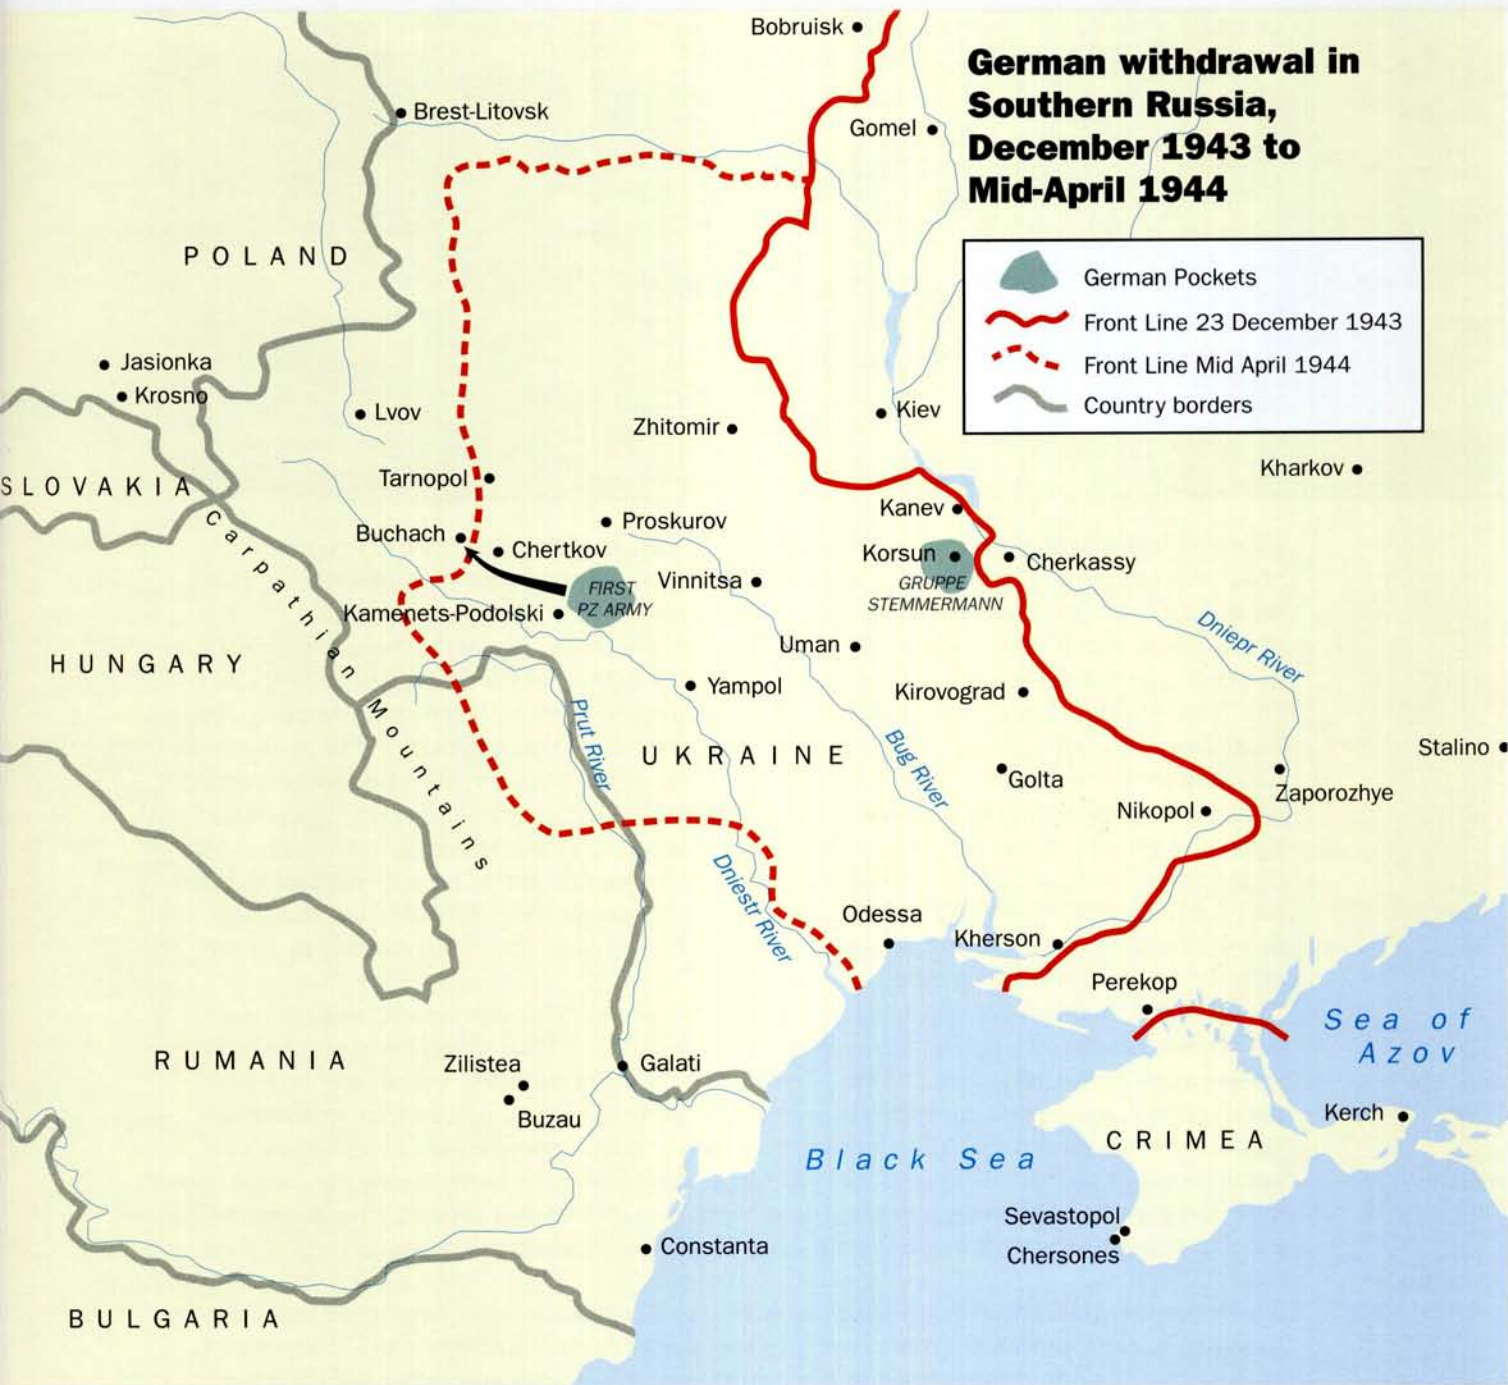 Bobruisk
German withdrawal in
Southern Russia,
December 1943 to
Mid-April 1944
Brest-Litovsk
Gomel
POLAND
German Pockets
Front Line 23 December 1943
Front Line Mid April 1944
Country borders
Jasionka
Krosno
Lvov
Zhitomir
Kiev
Kharkov
SLOVAKIA
Tarnopol
Kanev
Carpathian Mountains
Proskurov
Buchach
Chertkov
Korsun
Cherkassy
GRUPPE
STEMMERMANN
Vinnitsa
FIRST
PZ ARMY
Kamenets-Podolski
Dniepr River
Uman
HUNGARY
Yampol
Kirovograd
Prut River
UKRAINE
Bug River
Stalino
Golta
Zaporozhye
Nikopol
Dniestr River
Odessa
Kherson
Perekop
Sea of
Azov
RUMANIA
Zilistea
Galati
Buzau
Kerch
CRIMEA
Black Sea
Sevastopol
Chersones
Constanta
BULGARIA